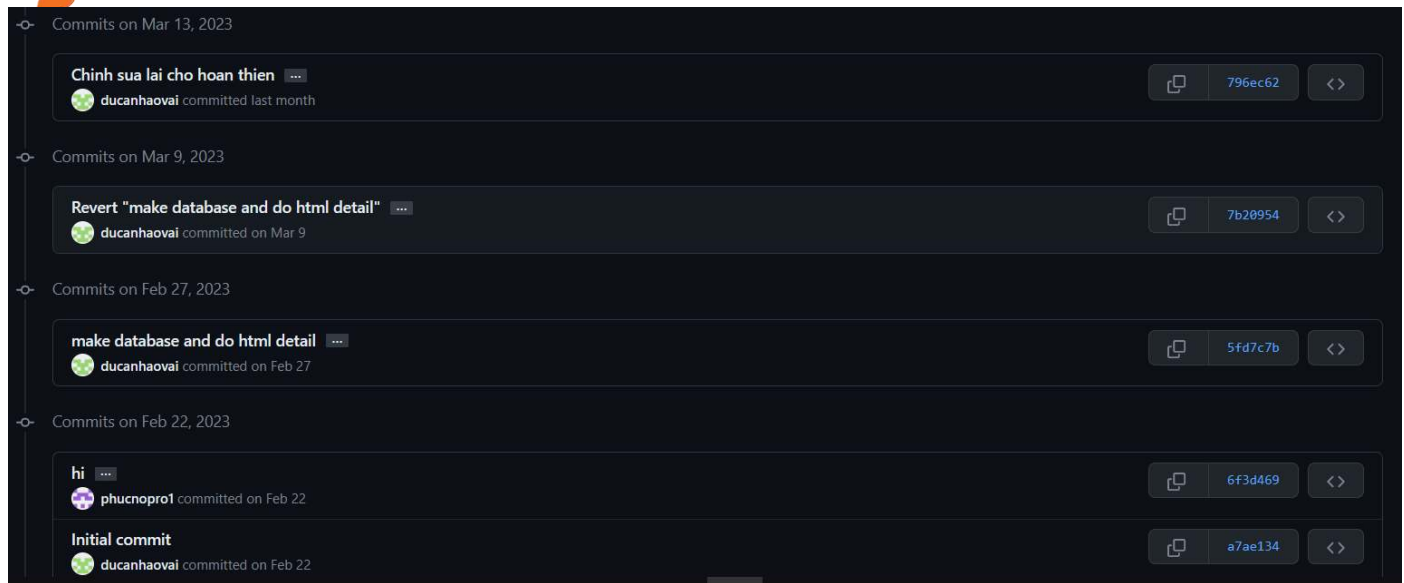 Commits on Mar 13, 2023
Chinh sua lai cho hoan thien ...
796ec62
ducanhaovai committed last month
Commits on Mar 9, 2023
Revert "make database and do html detail" ...
7b20954
ducanhaovai committed on Mar 9
Commits on Feb 27, 2023
make database and do html detail ...
5fd7c7b
ducanhaovai committed on Feb 27
Commits on Feb 22, 2023
hi ...
6f3d469
phucnopro1 committed on Feb 22
Initial commit
a7ae134
ducanhaovai committed on Feb 22